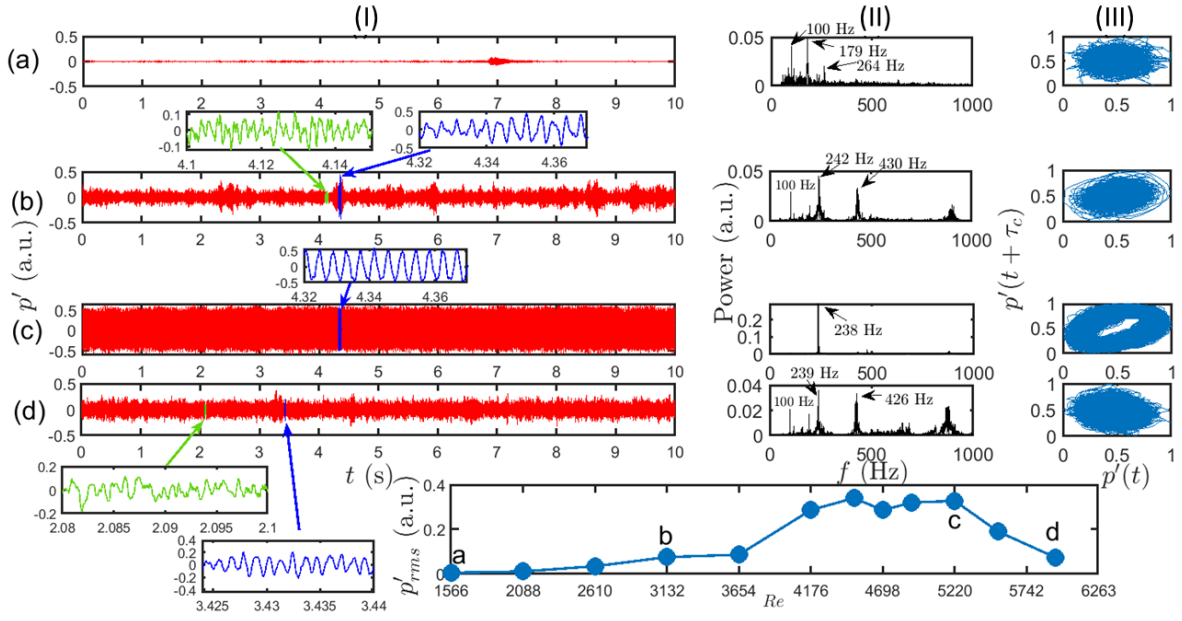 (I) (II) (III)
(a)
0.5
0
-0.5
0 1 2 3 4 5 6 7 8 9 10
0.05
0
100 Hz
179 Hz
264 Hz
0 500 1000
1
0.5
0
0 1
0.1
0
-0.1
4.1 4.12 4.14
0.5
0
-0.5
4.32 4.34 4.36
(b)
0.5
0
-0.5
0 1 2 3 4 5 6 7 8 9 10
0.05
0
100 Hz
242 Hz
430 Hz
0 500 1000
1
0.5
0
0 1
0.5
0
-0.5
4.32 4.34 4.36
p′ (a.u.)
Power (a.u.)
p′(t + τc)
(c)
0.5
0
-0.5
0 1 2 3 4 5 6 7 8 9 10
0.2
0.1
0
238 Hz
0 500 1000
1
0.5
0
0 1
(d)
0.5
0
-0.5
0 1 2 3 4 5 6 7 8 9 10
0.04
0.02
0
100 Hz
239 Hz
426 Hz
0 500 1000
1
0.5
0
0 1
t (s)
f (Hz)
p′(t)
0.2
0
-0.2
2.08 2.085 2.09 2.095 2.1
0.4
0.2
0
-0.2
-0.4
3.425 3.43 3.435 3.44
p′rms (a.u.)
0.4
0.2
0
a b c d
1566 2088 2610 3132 3654 4176 4698 5220 5742 6263
Re